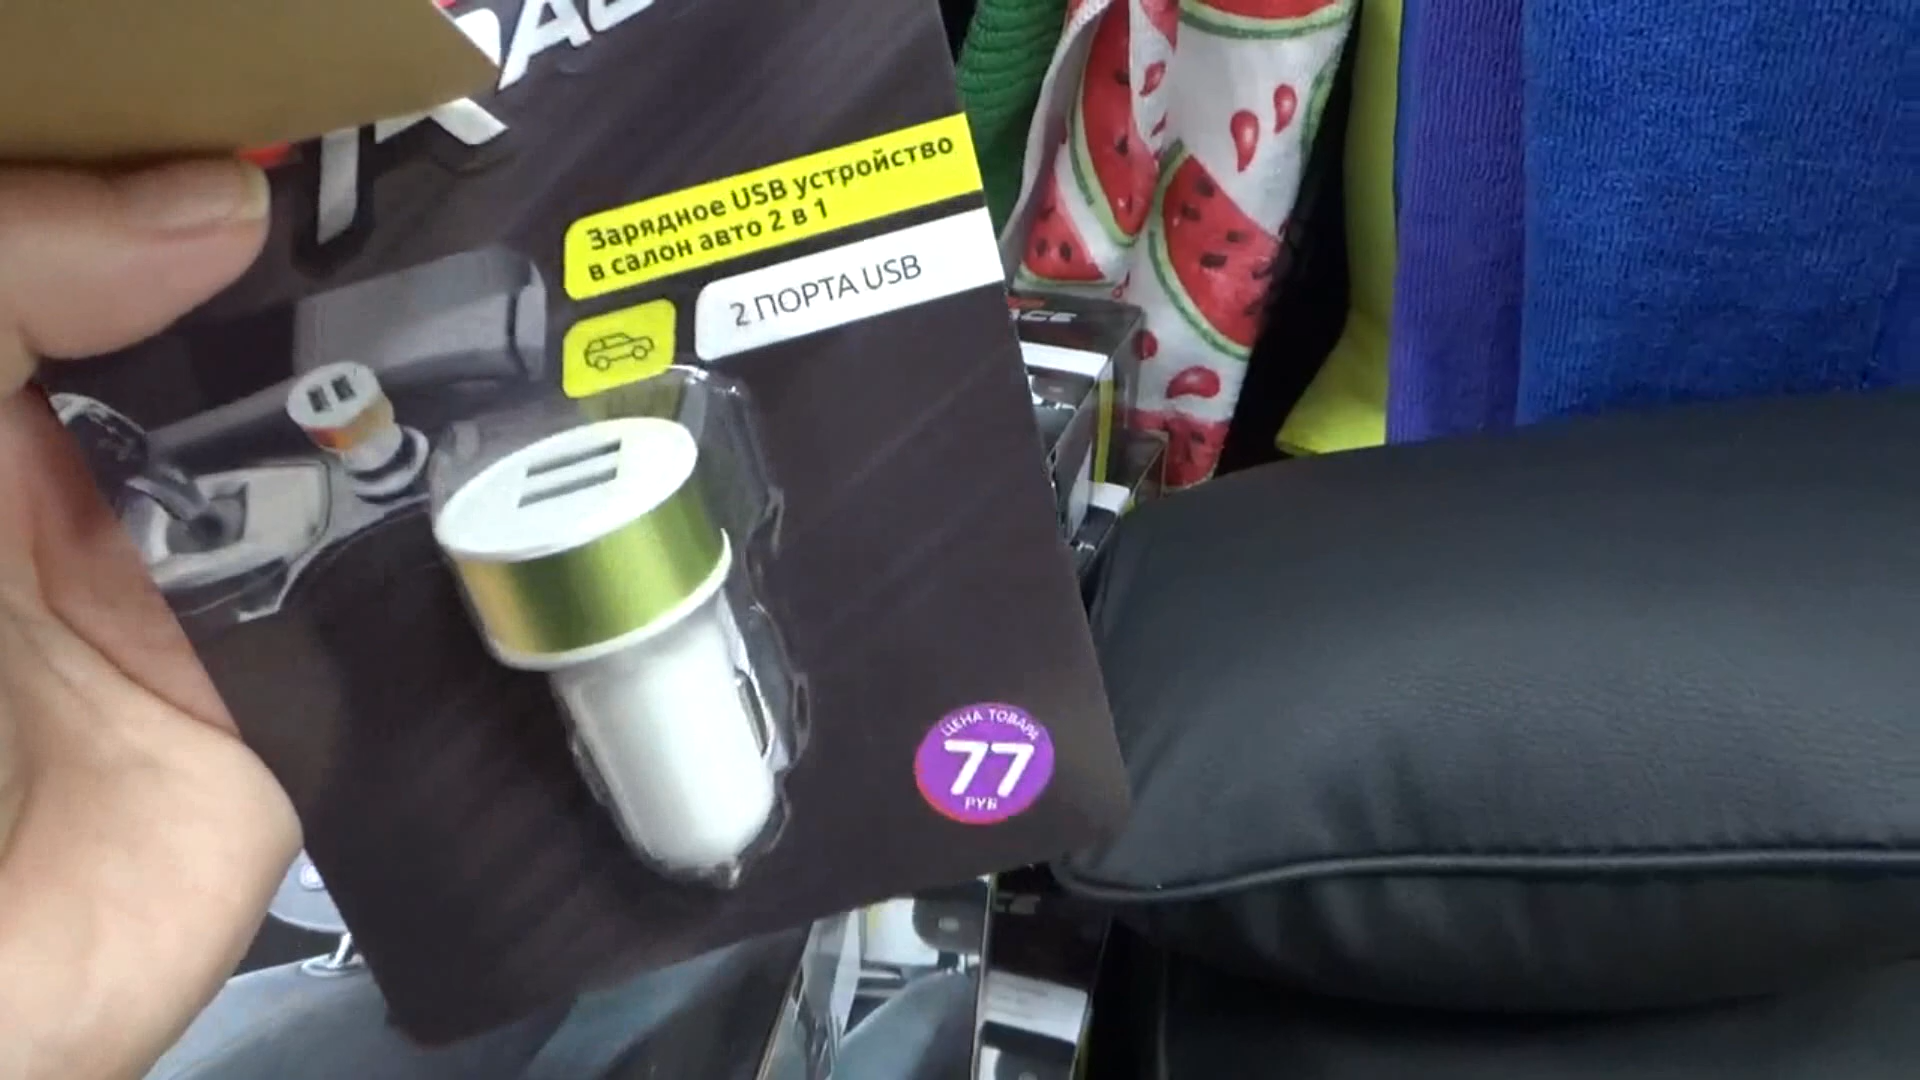 Зарядное USB устройство
в салон авто 2 в 1
2 ПОРТА USB
ЦЕНА ТОВАРА
77
РУБ